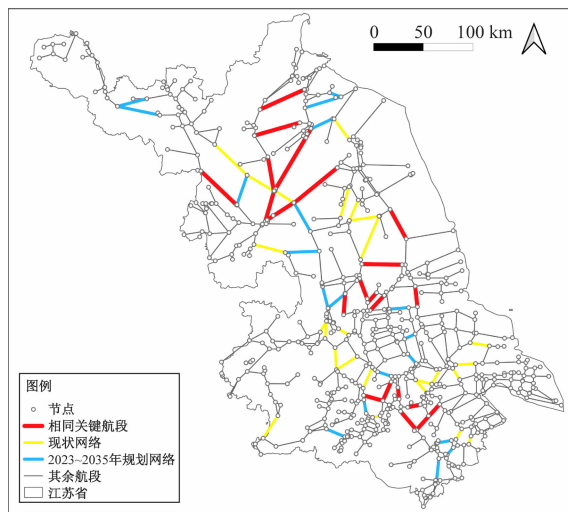 0 50 100 km
图例
节点
相同关键航段
现状网络
2023~2035年规划网络
其余航段
江苏省